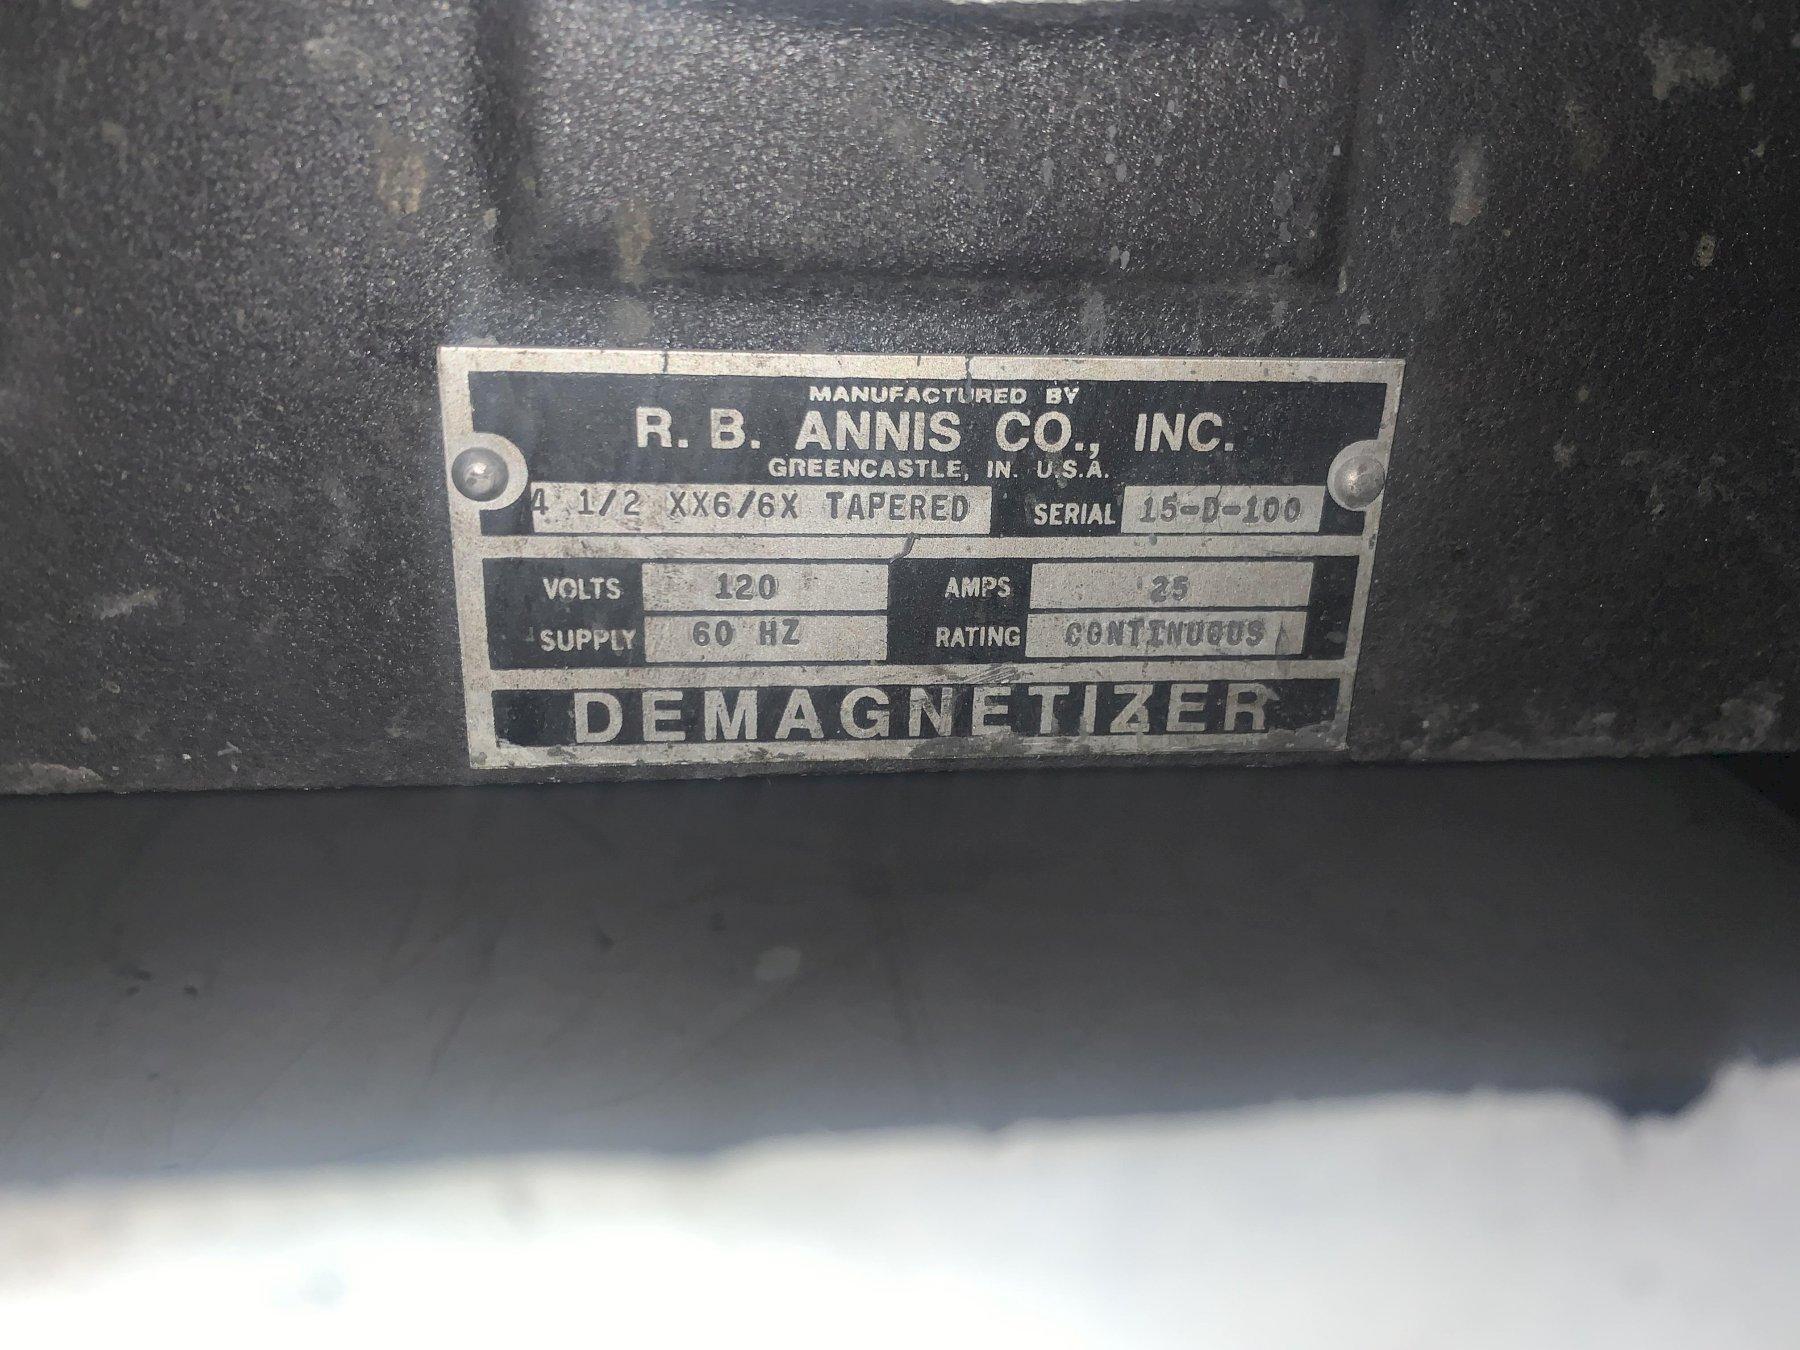 MANUFACTURED BY
R. B. ANNIS CO., INC.
GREENCASTLE, IN. U.S.A.
4 1/2 XX6/6X TAPERED SERIAL 15-D-100
VOLTS 120 AMPS 25
SUPPLY 60 HZ RATING CONTINUOUS
DEMAGNETIZER